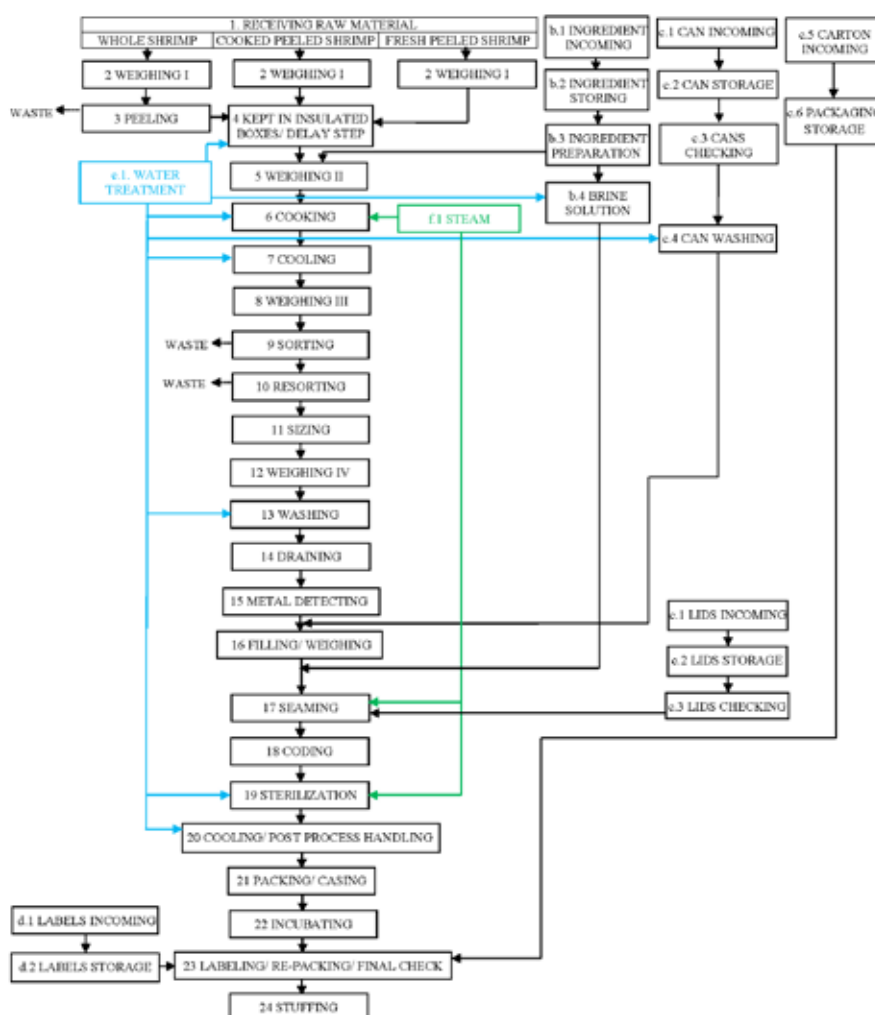 1. RECEIVING RAW MATERIAL
WHOLE SHRIMP
COOKED PEELED SHRIMP
FRESH PEELED SHRIMP
2 WEIGHING I
2 WEIGHING I
2 WEIGHING I
WASTE
3 PEELING
4 KEPT IN INSULATED
BOXES/ DELAY STEP
b.1 INGREDIENT
INCOMING
b.2 INGREDIENT
STORING
b.3 INGREDIENT
PREPARATION
b.4 BRINE
SOLUTION
c.1 CAN INCOMING
c.2 CAN STORAGE
c.3 CANS
CHECKING
c.4 CAN WASHING
c.5 CARTON
INCOMING
c.6 PACKAGING
STORAGE
e.1. WATER
TREATMENT
5 WEIGHING II
6 COOKING
f.1 STEAM
7 COOLING
8 WEIGHING III
WASTE
9 SORTING
WASTE
10 RESORTING
11 SIZING
12 WEIGHING IV
13 WASHING
14 DRAINING
15 METAL DETECTING
16 FILLING/ WEIGHING
c.1 LIDS INCOMING
c.2 LIDS STORAGE
c.3 LIDS CHECKING
17 SEAMING
18 CODING
19 STERILIZATION
20 COOLING/ POST PROCESS HANDLING
21 PACKING/ CASING
22 INCUBATING
d.1 LABELS INCOMING
d.2 LABELS STORAGE
23 LABELING/ RE-PACKING/ FINAL CHECK
24 STUFFING